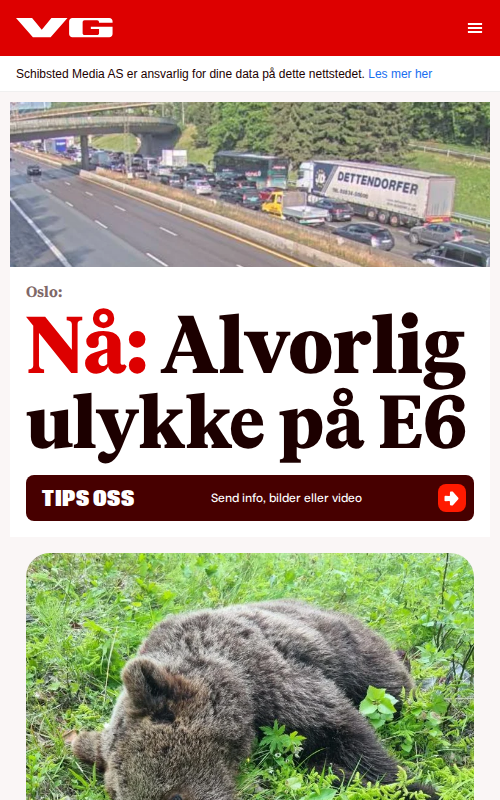 VG
Schibsted Media AS er ansvarlig for dine data på dette nettstedet. Les mer her
DETTENDORFER
Oslo:
Nå: Alvorlig
ulykke på E6
TIPS OSS
Send info, bilder eller video